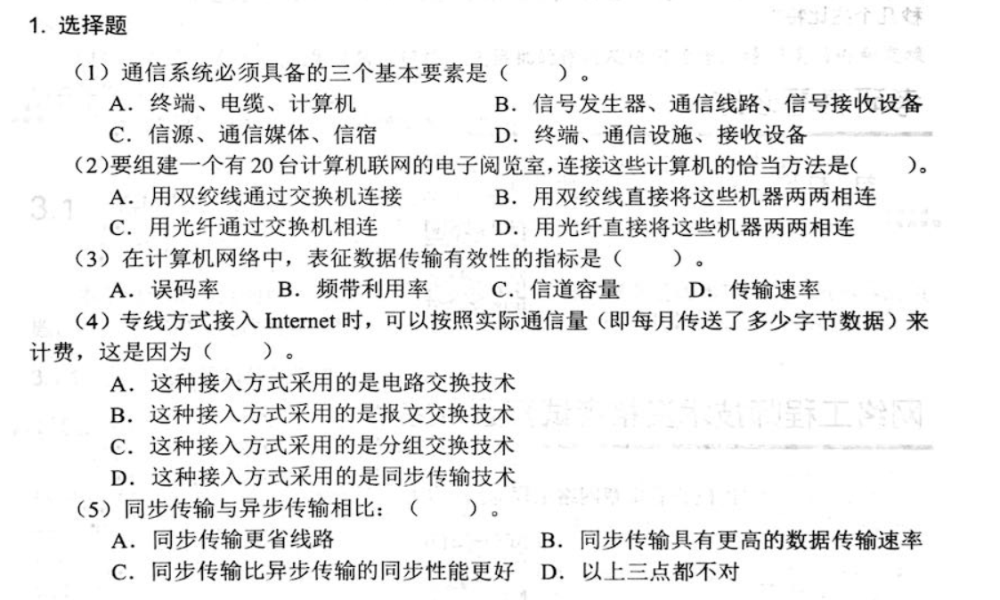 1. 选择题
（1）通信系统必须具备的三个基本要素是（ ）。
A．终端、电缆、计算机 B．信号发生器、通信线路、信号接收设备
C．信源、通信媒体、信宿 D．终端、通信设施、接收设备
（2）要组建一个有 20 台计算机联网的电子阅览室，连接这些计算机的恰当方法是（ ）。
A．用双绞线通过交换机连接 B．用双绞线直接将这些机器两两相连
C．用光纤通过交换机相连 D．用光纤直接将这些机器两两相连
（3）在计算机网络中，表征数据传输有效性的指标是（ ）。
A．误码率 B．频带利用率 C．信道容量 D．传输速率
（4）专线方式接入 Internet 时，可以按照实际通信量（即每月传送了多少字节数据）来
计费，这是因为（ ）。
A．这种接入方式采用的是电路交换技术
B．这种接入方式采用的是报文交换技术
C．这种接入方式采用的是分组交换技术
D．这种接入方式采用的是同步传输技术
（5）同步传输与异步传输相比：（ ）。
A．同步传输更省线路 B．同步传输具有更高的数据传输速率
C．同步传输比异步传输的同步性能更好 D．以上三点都不对